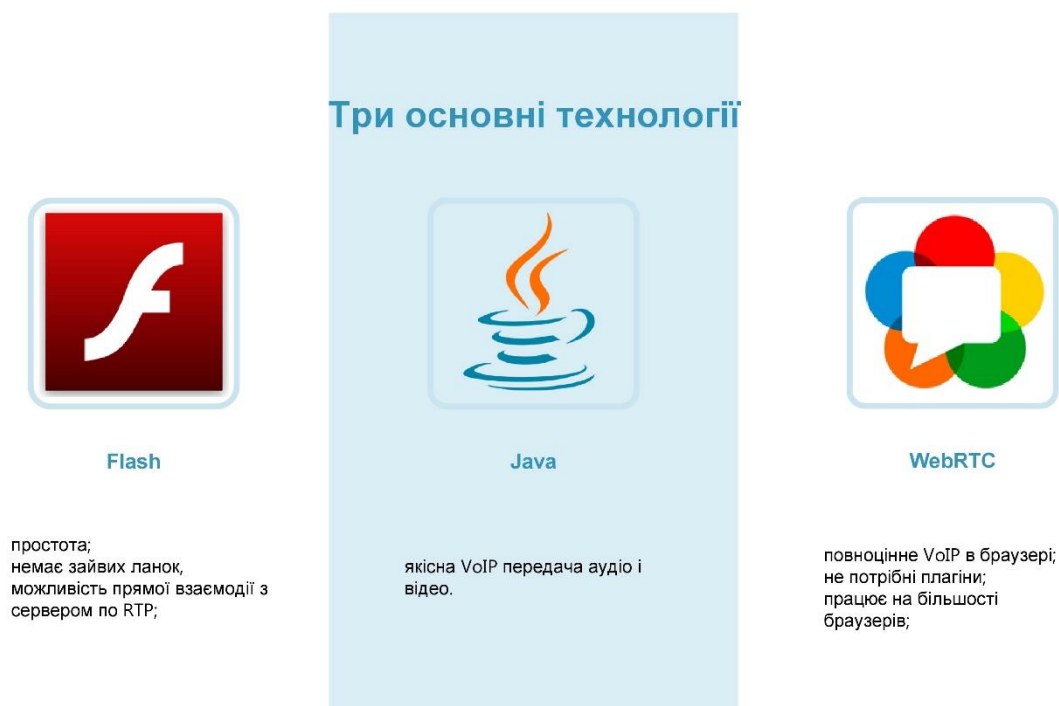 Три основні технології
Flash
простота;
немає зайвих ланок,
можливість прямої взаємодії з
сервером по RTP;
Java
якісна VoIP передача аудіо і
відео.
WebRTC
повноцінне VoIP в браузері;
не потрібні плагіни;
працює на більшості
браузерів;